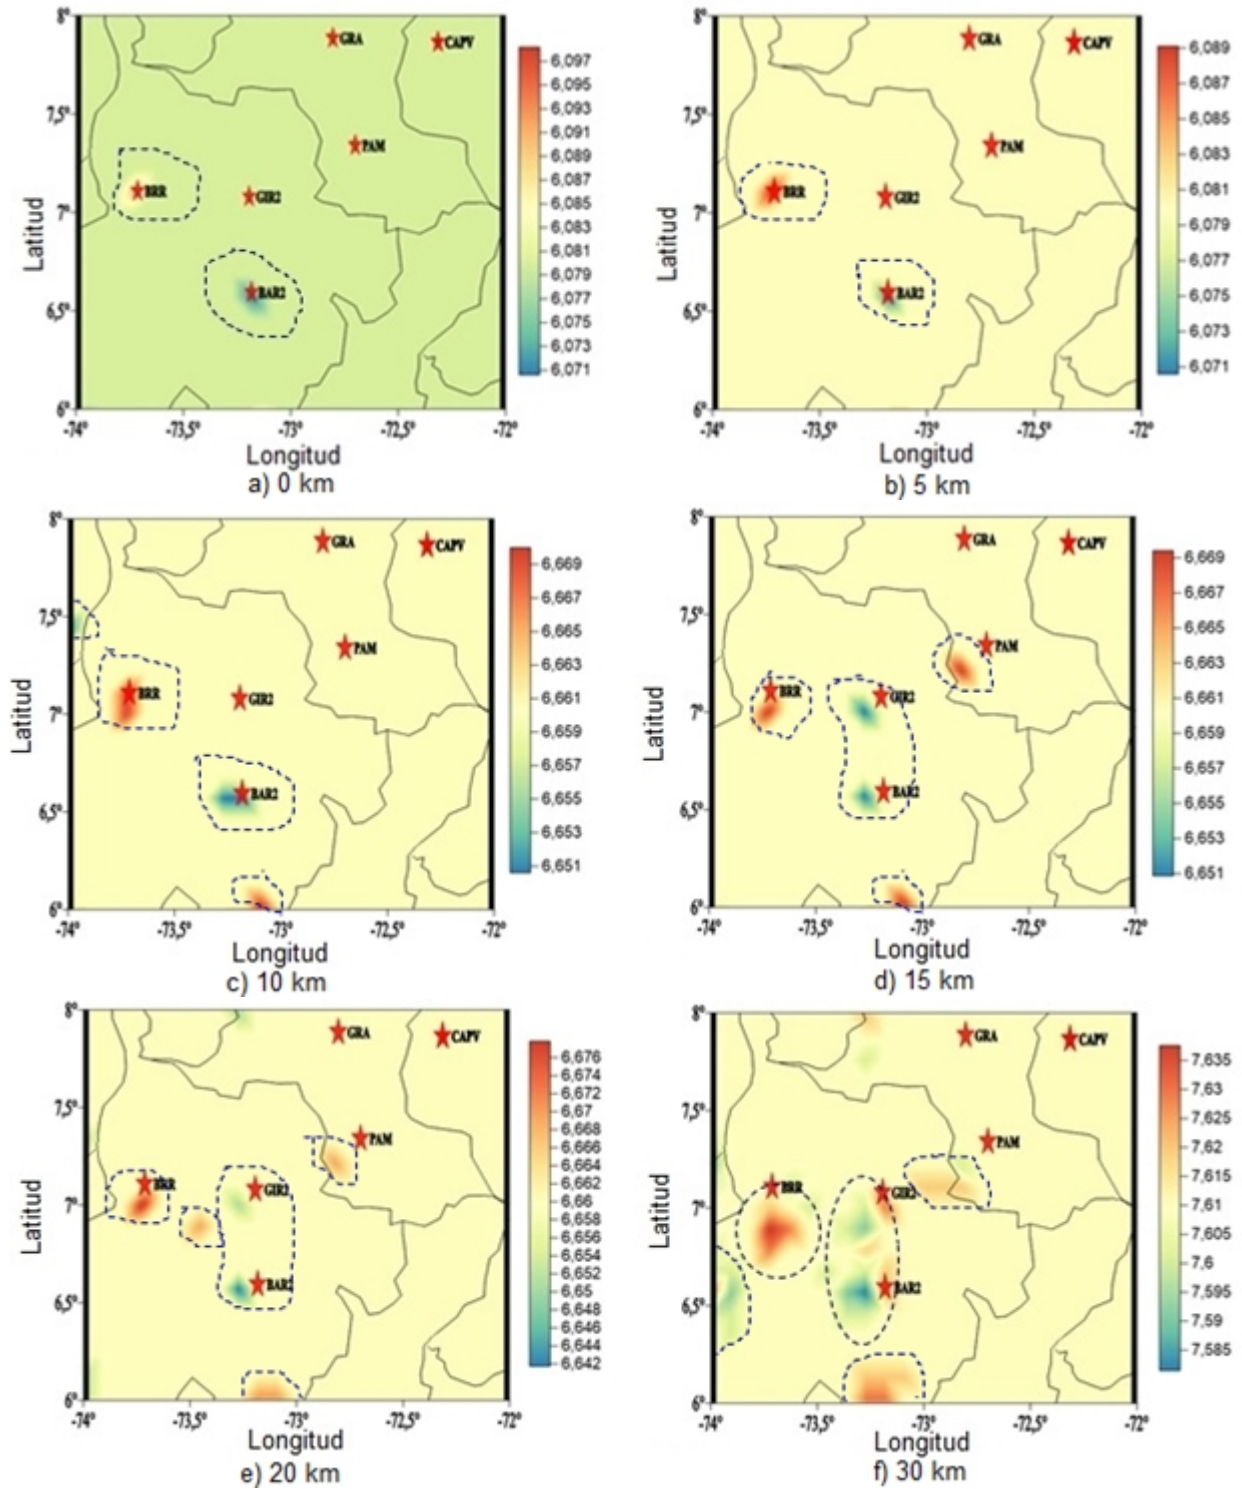 8°
7,5°
7°
6,5°
6°
-74°
-73,5°
-73°
-72,5°
-72°
Latitud
Longitud
GRA
CAPV
PAM
BRR
GIR2
BAR2
6,097
6,095
6,093
6,091
6,089
6,087
6,085
6,083
6,081
6,079
6,077
6,075
6,073
6,071
a) 0 km
8°
7,5°
7°
6,5°
6°
-74°
-73,5°
-73°
-72,5°
-72°
Latitud
Longitud
GRA
CAPV
PAM
BRR
GIR2
BAR2
6,089
6,087
6,085
6,083
6,081
6,079
6,077
6,075
6,073
6,071
b) 5 km
8°
7,5°
7°
6,5°
6°
-74°
-73,5°
-73°
-72,5°
-72°
Latitud
Longitud
GRA
CAPV
PAM
BRR
GIR2
BAR2
6,669
6,667
6,665
6,663
6,661
6,659
6,657
6,655
6,653
6,651
c) 10 km
8°
7,5°
7°
6,5°
6°
-74°
-73,5°
-73°
-72,5°
-72°
Latitud
Longitud
GRA
CAPV
PAM
BRR
GIR2
BAR2
6,669
6,667
6,665
6,663
6,661
6,659
6,657
6,655
6,653
6,651
d) 15 km
8°
7,5°
7°
6,5°
6°
-74°
-73,5°
-73°
-72,5°
-72°
Latitud
Longitud
GRA
CAPV
PAM
BRR
GIR2
BAR2
6,676
6,674
6,672
6,67
6,668
6,666
6,664
6,662
6,66
6,658
6,656
6,654
6,652
6,65
6,648
6,646
6,644
6,642
e) 20 km
8°
7,5°
7°
6,5°
6°
-74°
-73,5°
-73°
-72,5°
-72°
Latitud
Longitud
GRA
CAPV
PAM
BRR
GIR2
BAR2
7,635
7,63
7,625
7,62
7,615
7,61
7,605
7,6
7,595
7,59
7,585
f) 30 km